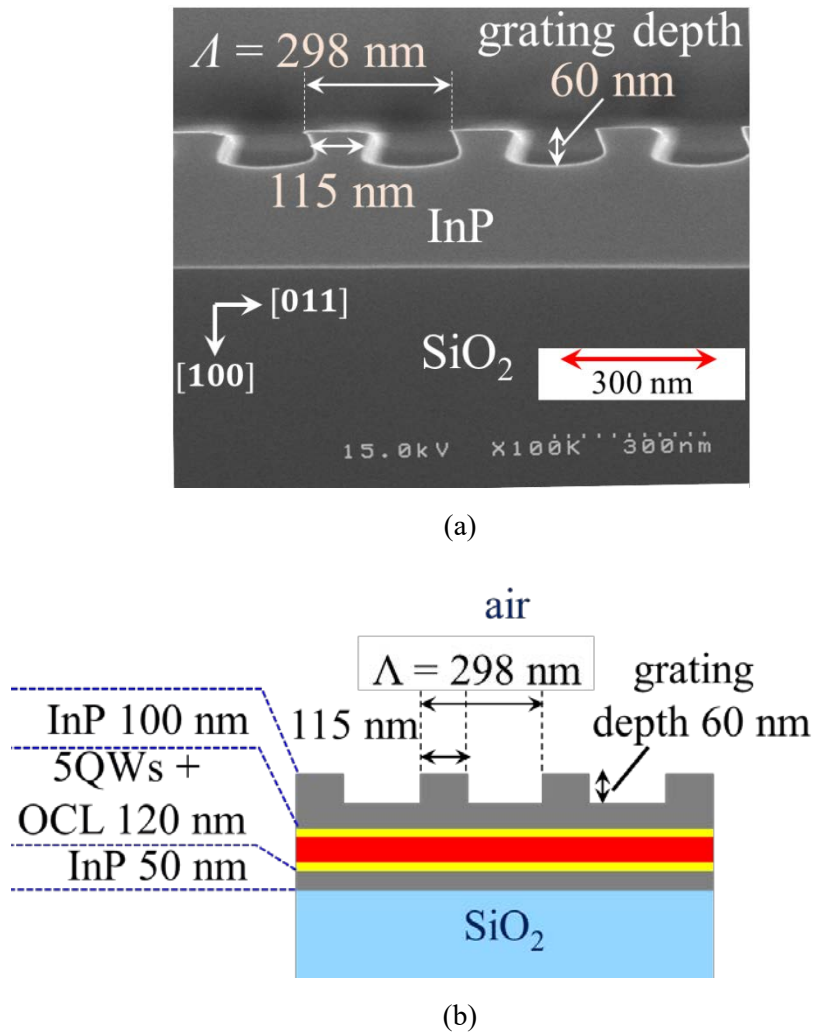 Λ = 298 nm
grating depth
60 nm
115 nm
InP
[011]
[100]
SiO₂
300 nm
15.0kV X100K 300nm
(a)
air
Λ = 298 nm
grating
depth 60 nm
InP 100 nm
115 nm
5QWs +
OCL 120 nm
InP 50 nm
SiO₂
(b)